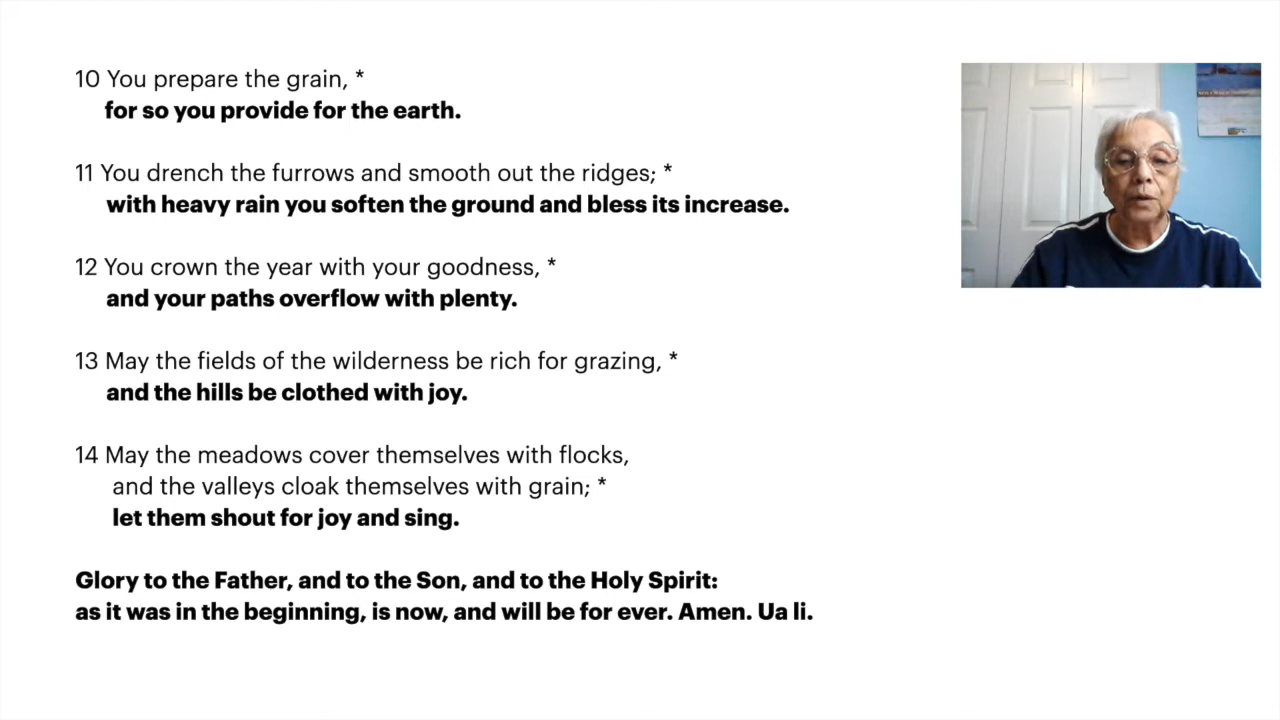 10 You prepare the grain, *
for so you provide for the earth.
11 You drench the furrows and smooth out the ridges; *
with heavy rain you soften the ground and bless its increase.
12 You crown the year with your goodness, *
and your paths overflow with plenty.
13 May the fields of the wilderness be rich for grazing, *
and the hills be clothed with joy.
14 May the meadows cover themselves with flocks,
and the valleys cloak themselves with grain; *
let them shout for joy and sing.
Glory to the Father, and to the Son, and to the Holy Spirit:
as it was in the beginning, is now, and will be for ever. Amen. Ua li.